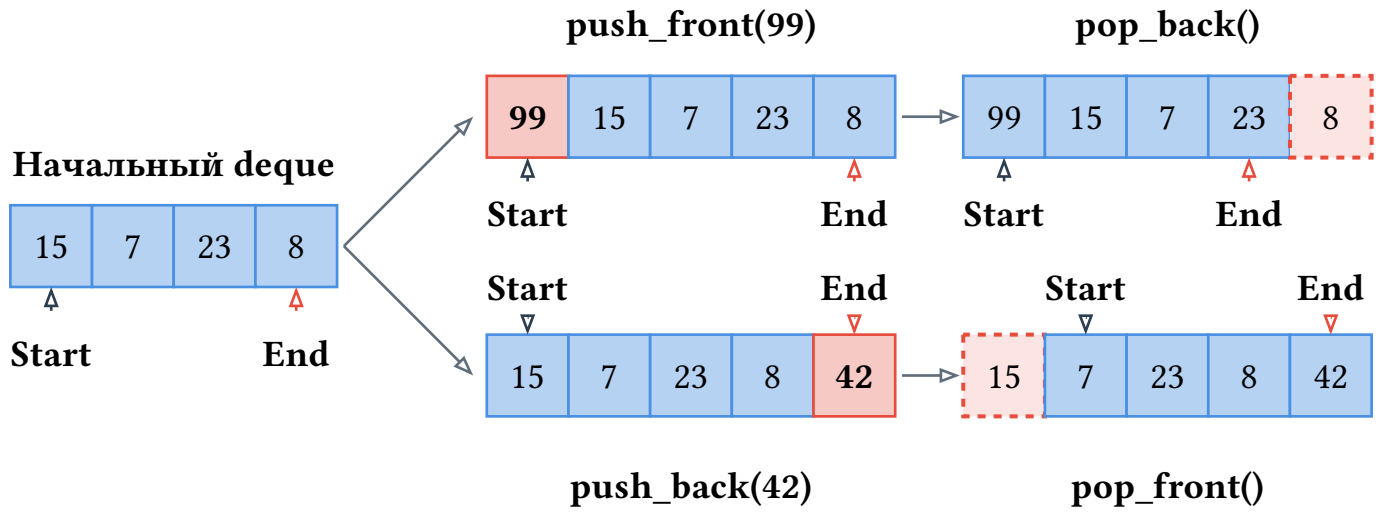 push_front(99)
pop_back()
99 15 7 23 8
99 15 7 23 8
Start End
Start End
Начальный deque
15 7 23 8
Start End
Start End
Start End
15 7 23 8 42
15 7 23 8 42
push_back(42)
pop_front()